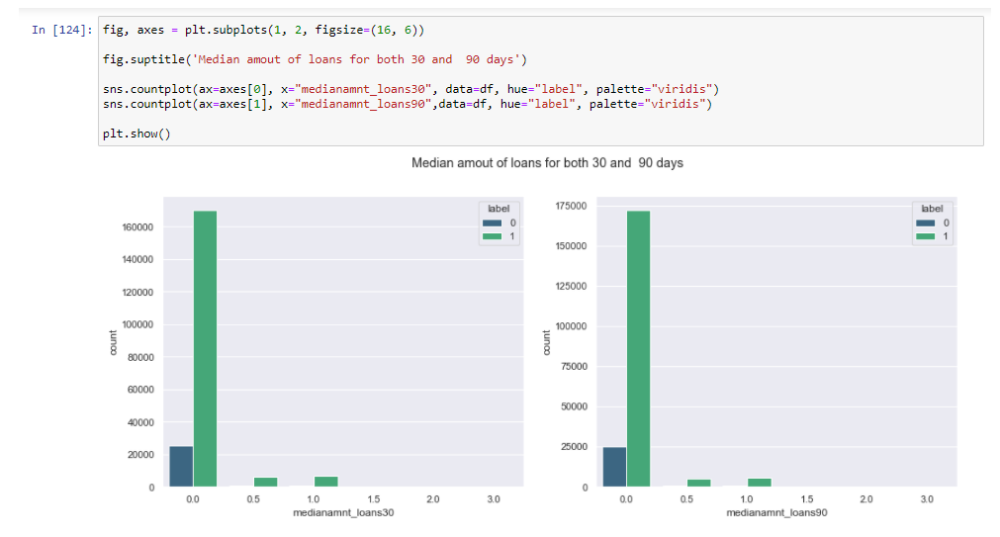 In [124]: fig, axes = plt.subplots(1, 2, figsize=(16, 6))
fig.suptitle('Median amout of loans for both 30 and  90 days')
sns.countplot(ax=axes[0], x="medianamnt_loans30", data=df, hue="label", palette="viridis")
sns.countplot(ax=axes[1], x="medianamnt_loans90",data=df, hue="label", palette="viridis")
plt.show()
Median amout of loans for both 30 and  90 days
label
0
1
160000
140000
120000
100000
80000
60000
40000
20000
0
count
0.0 0.5 1.0 1.5 2.0 3.0
medianamnt_loans30
label
0
1
175000
150000
125000
100000
75000
50000
25000
0
count
0.0 0.5 1.0 1.5 2.0 3.0
medianamnt_loans90